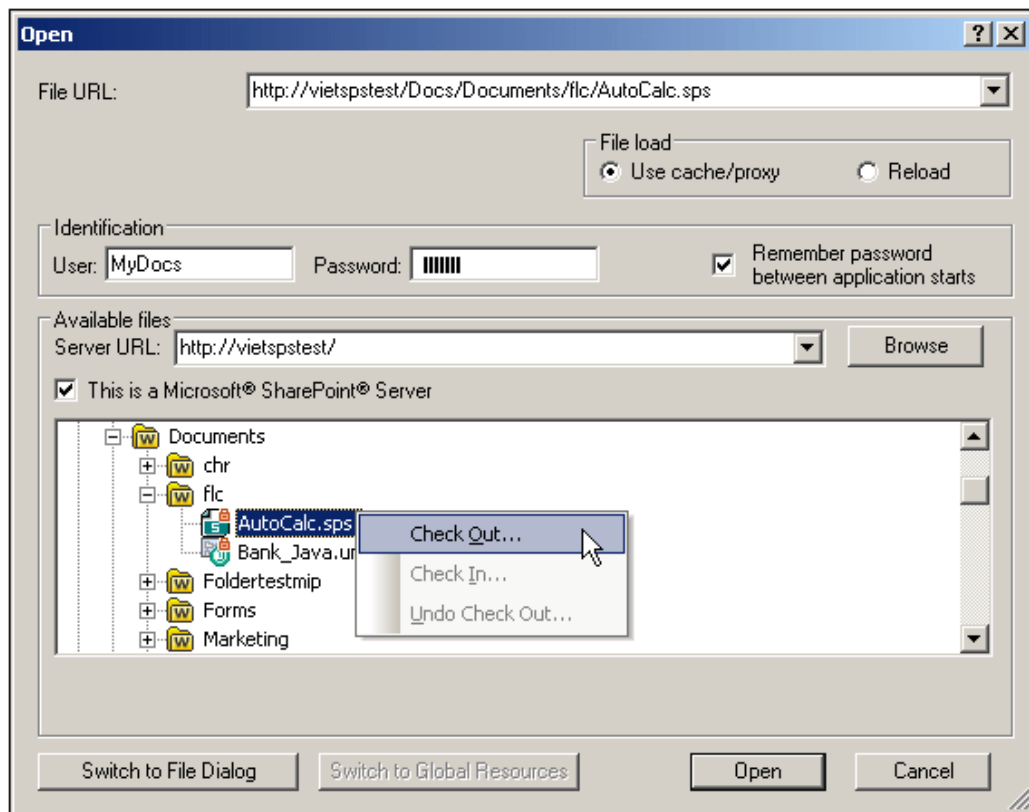 Open
File URL: http://vietspstest/Docs/Documents/flc/AutoCalc.sps
File load
Use cache/proxy Reload
Identification
User: MyDocs Password: Remember password
between application starts
Available files
Server URL: http://vietspstest/ Browse
This is a Microsoft® SharePoint® Server
Documents
chr
flc
AutoCalc.sps Check Out...
Bank_Java.um
Check In...
Foldertestmip
Forms Undo Check Out...
Marketing
Switch to File Dialog Switch to Global Resources Open Cancel